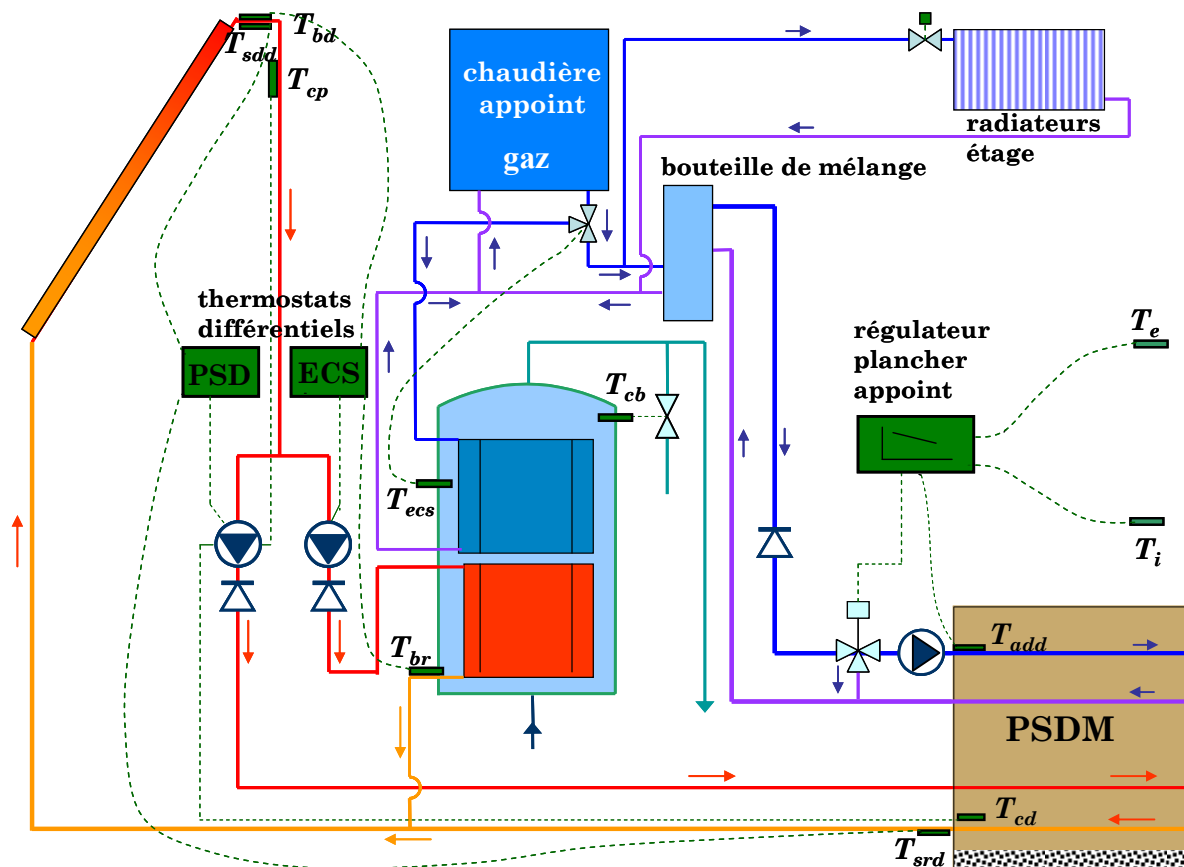 T_bd
T_sdd
T_cp
chaudière
appoint
gaz
radiateurs
étage
bouteille de mélange
thermostats
différentiels
PSD
ECS
régulateur
plancher
appoint
T_e
T_cb
T_ecs
T_i
T_br
T_add
PSDM
T_cd
T_srd